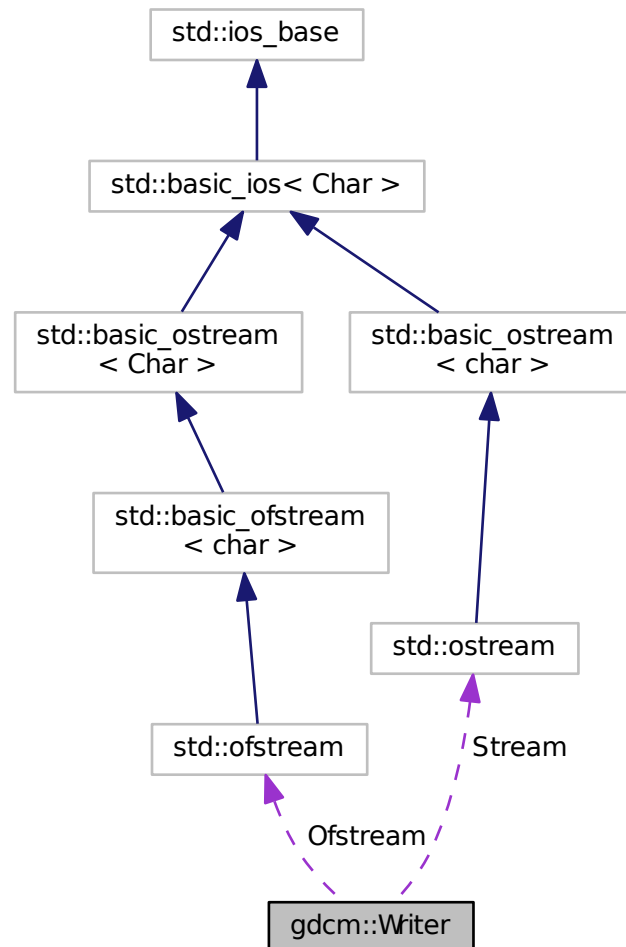 std::ios_base
std::basic_ios< Char >
std::basic_ostream
< Char >
std::basic_ostream
< char >
std::basic_ofstream
< char >
std::ostream
std::ofstream
Stream
Ofstream
gdcm::Writer